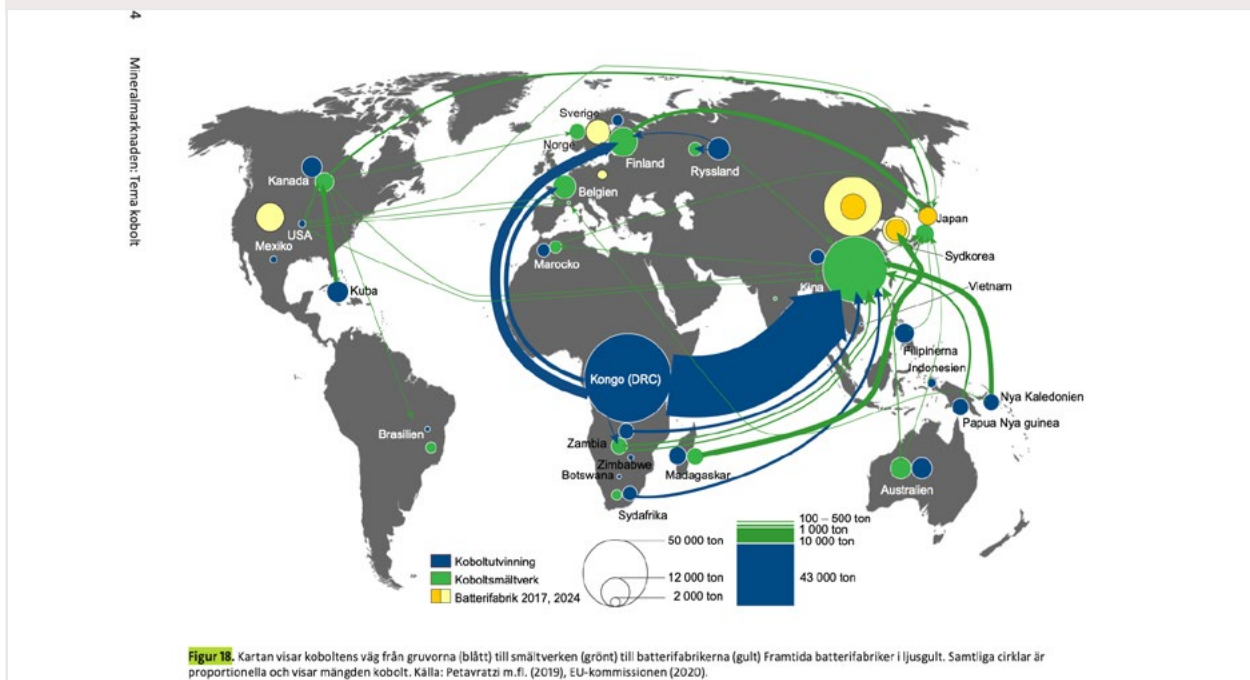 4
Mineralmarknaden: Tema kobolt
Sverige
Norge
Finland
Ryssland
Kanada
Belgien
USA
Mexiko
Japan
Marocko
Sydkorea
Kina
Vietnam
Kuba
Filipinerna
Indonesien
Kongo (DRC)
Nya Kaledonien
Papua Nya guinea
Brasilien
Zambia
Zimbabwe
Botswana
Madagaskar
Australien
Sydafrika
100 – 500 ton
1 000 ton
10 000 ton
43 000 ton
50 000 ton
12 000 ton
2 000 ton
Koboltutvinning
Koboltsmältverk
Batterifabrik 2017, 2024
Figur 18. Kartan visar koboltens väg från gruvorna (blått) till smältverken (grönt) till batterifabrikerna (gult) Framtida batterifabriker i ljusgult. Samtliga cirklar är
proportionella och visar mängden kobolt. Källa: Petavratzi m.fl. (2019), EU-kommissionen (2020).